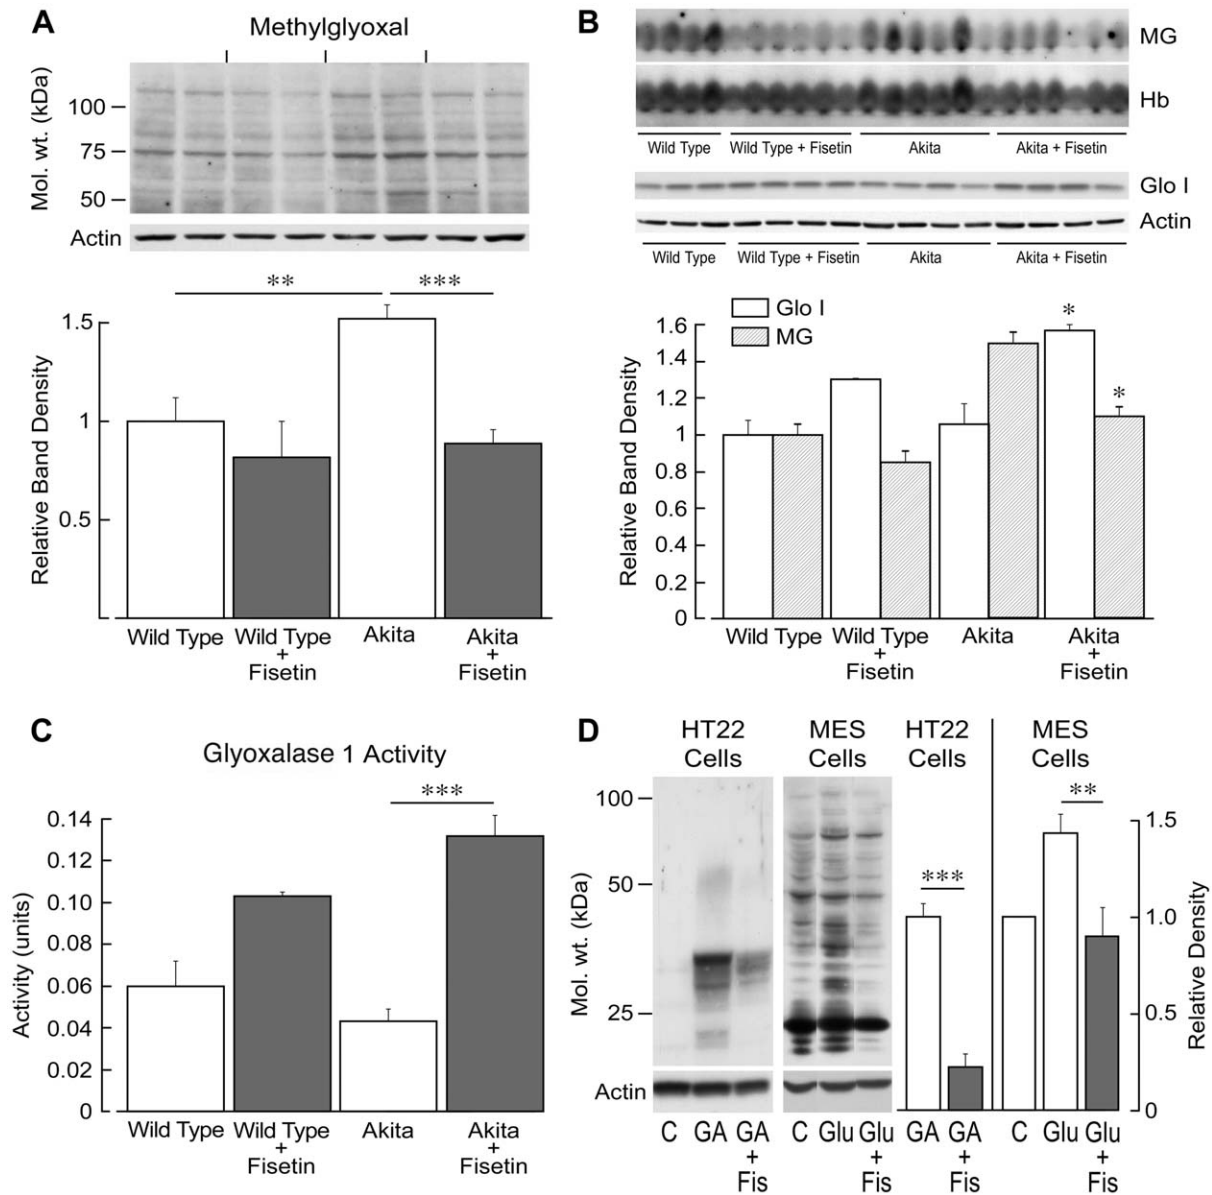 A
Methylglyoxal
Mol. wt. (kDa)
100
75
50
Actin
**
***
Relative Band Density
1.5
1
0.5
Wild Type
Wild Type
+
Fisetin
Akita
Akita
+
Fisetin
B
MG
Hb
Wild Type
Wild Type + Fisetin
Akita
Akita + Fisetin
Glo I
Actin
Wild Type
Wild Type + Fisetin
Akita
Akita + Fisetin
Glo I
MG
*
*
Relative Band Density
1.6
1.4
1.2
1
0.8
0.6
0.4
0.2
0
Wild Type
Wild Type
+
Fisetin
Akita
Akita
+
Fisetin
C
Glyoxalase 1 Activity
***
Activity (units)
0.14
0.12
0.10
0.08
0.06
0.04
0.02
0
Wild Type
Wild Type
+
Fisetin
Akita
Akita
+
Fisetin
D
HT22
Cells
MES
Cells
HT22
Cells
MES
Cells
Mol. wt. (kDa)
100
50
25
Actin
C
GA
GA
+
Fis
C
Glu
Glu
+
Fis
***
GA
GA
+
Fis
**
C
Glu
Glu
+
Fis
1.5
1.0
0.5
0
Relative Density